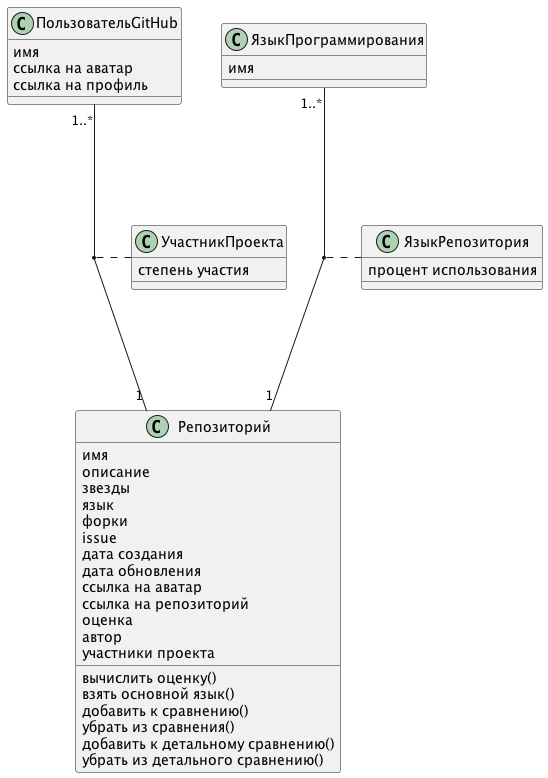 C ПользовательGitHub
имя
ссылка на аватар
ссылка на профиль
C ЯзыкПрограммирования
имя
1..*
1..*
C УчастникПроекта
степень участия
C ЯзыкРепозитория
процент использования
1
1
C Репозиторий
имя
описание
звезды
язык
форки
issue
дата создания
дата обновления
ссылка на аватар
ссылка на репозиторий
оценка
автор
участники проекта
вычислить оценку()
взять основной язык()
добавить к сравнению()
убрать из сравнения()
добавить к детальному сравнению()
убрать из детального сравнению()